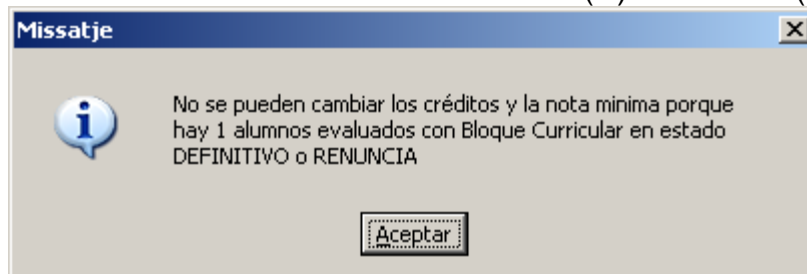 Missatje
No se pueden cambiar los créditos y la nota minima porque
hay 1 alumnos evaluados con Bloque Curricular en estado
DEFINITIVO o RENUNCIA
Aceptar